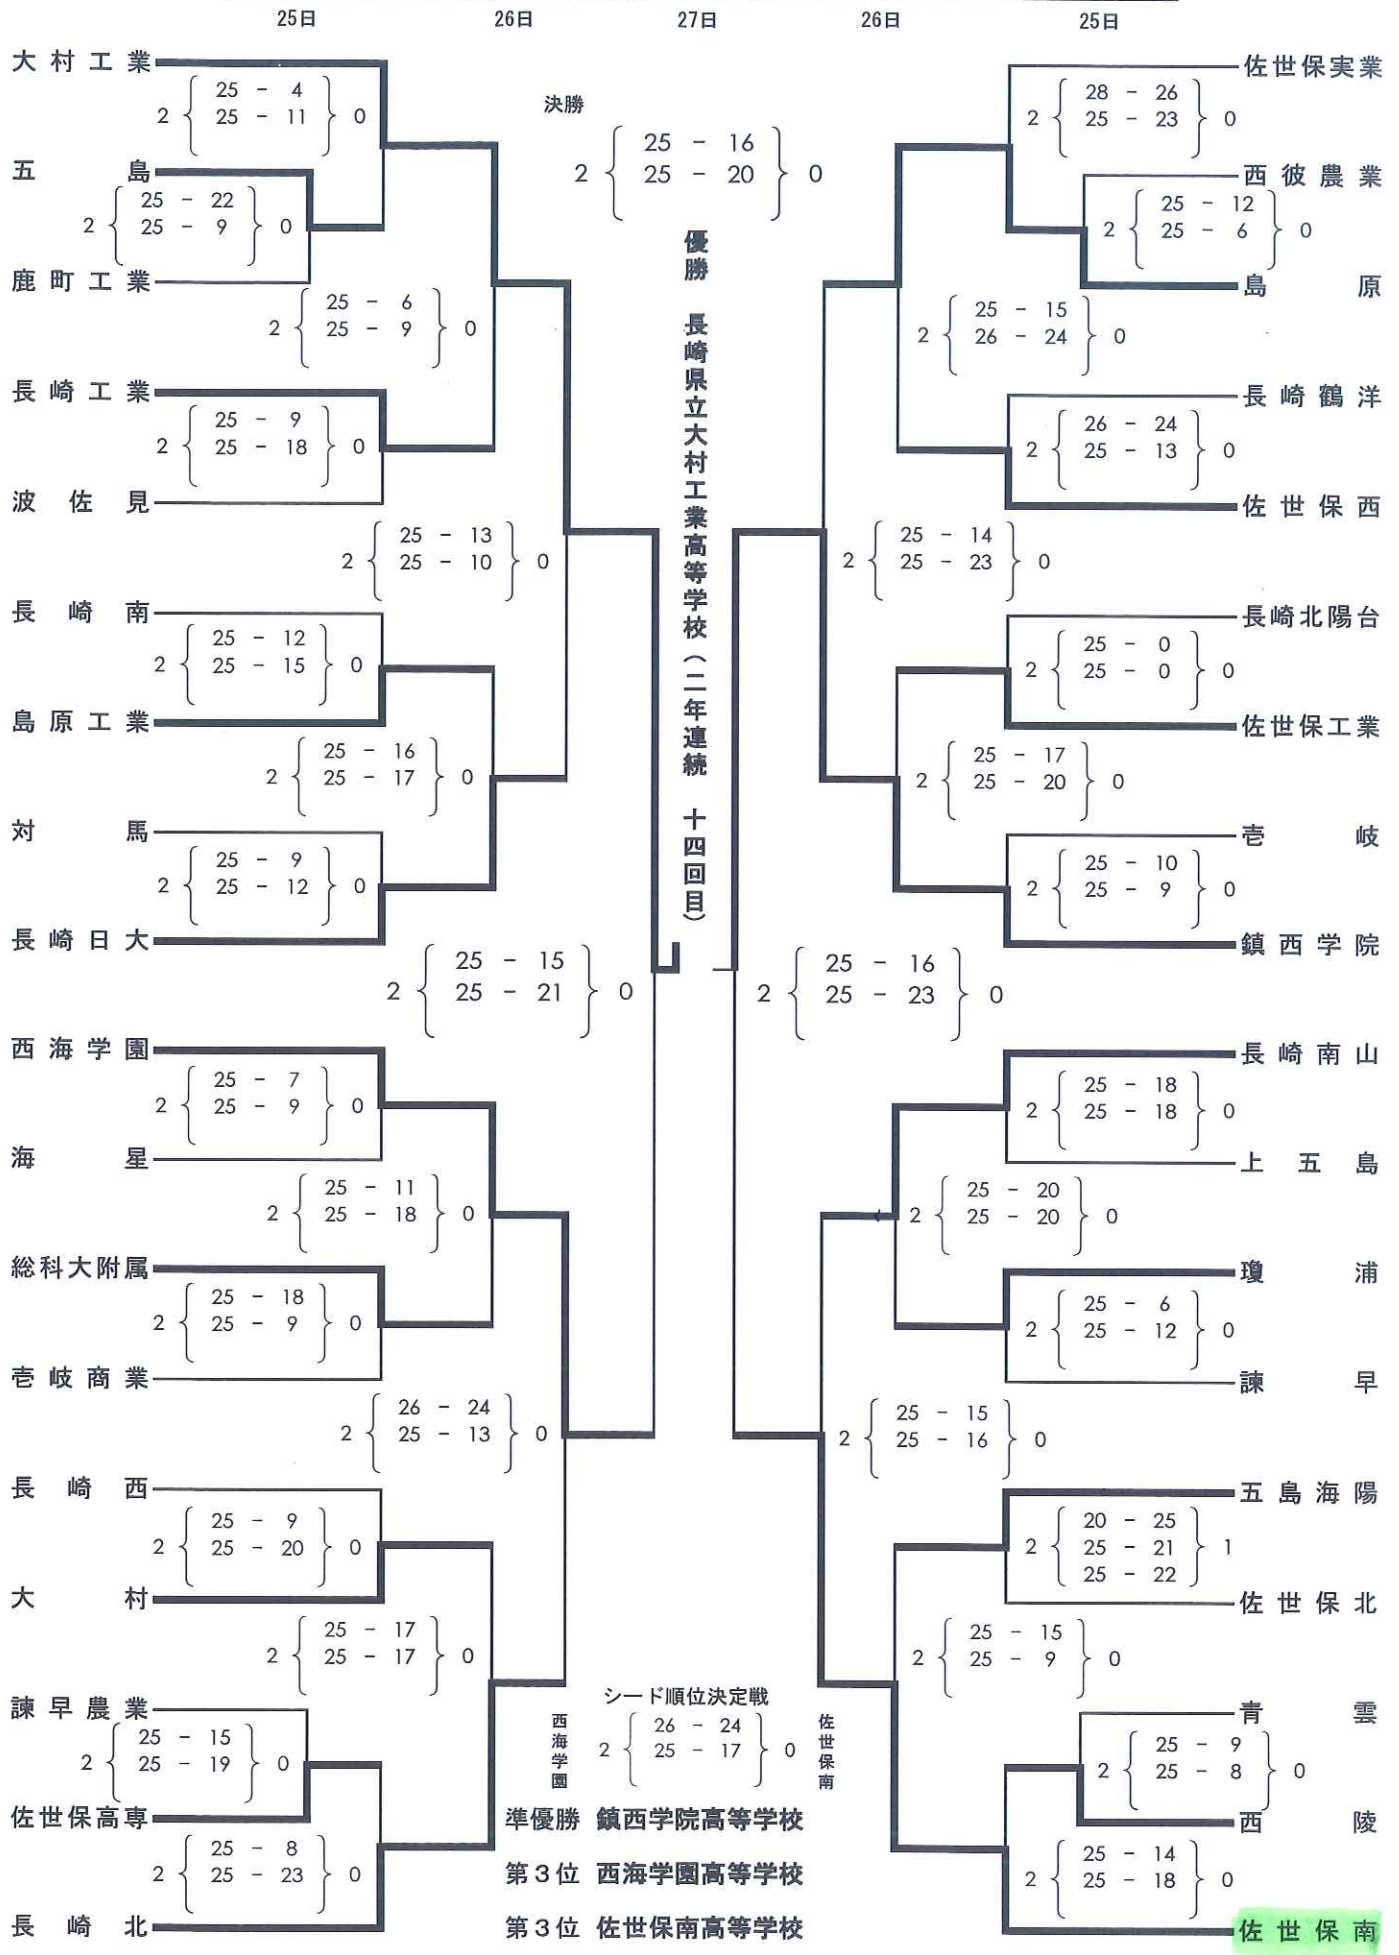 25日 26日 27日 26日 25日
大村工業
2 25 - 4 0
25 - 11
五島
2 25 - 22 0
25 - 9
鹿町工業
2 25 - 6 0
25 - 9
長崎工業
2 25 - 9 0
25 - 18
波佐見
2 25 - 13 0
25 - 10
長崎南
2 25 - 12 0
25 - 15
島原工業
2 25 - 16 0
25 - 17
対馬
2 25 - 9 0
25 - 12
長崎日大
2 25 - 15 0
25 - 21
西海学園
2 25 - 7 0
25 - 9
海星
2 25 - 11 0
25 - 18
総科大附属
2 25 - 18 0
25 - 9
壱岐商業
2 26 - 24 0
25 - 13
長崎西
2 25 - 9 0
25 - 20
大村
2 25 - 17 0
25 - 17
諫早農業
2 25 - 15 0
25 - 19
佐世保高専
2 25 - 8 0
25 - 23
長崎北
決勝
2 25 - 16 0
25 - 20
優勝 長崎県立大村工業高等学校(二年連続 十四回目)
佐世保実業
2 28 - 26 0
25 - 23
西彼農業
2 25 - 12 0
25 - 6
島原
2 25 - 15 0
26 - 24
長崎鶴洋
2 26 - 24 0
25 - 13
佐世保西
2 25 - 14 0
25 - 23
長崎北陽台
2 25 - 0 0
25 - 0
佐世保工業
2 25 - 17 0
25 - 20
壱岐
2 25 - 10 0
25 - 9
鎮西学院
2 25 - 16 0
25 - 23
長崎南山
2 25 - 18 0
25 - 18
上五島
2 25 - 20 0
25 - 20
瓊浦
2 25 - 6 0
25 - 12
諫早
2 25 - 15 0
25 - 16
五島海陽
2 20 - 25 1
25 - 21
25 - 22
佐世保北
2 25 - 15 0
25 - 9
青雲
2 25 - 9 0
25 - 8
西陵
2 25 - 14 0
25 - 18
佐世保南
シード順位決定戦
西海学園 2 26 - 24 0 佐世保南
25 - 17
準優勝 鎮西学院高等学校
第3位 西海学園高等学校
第3位 佐世保南高等学校